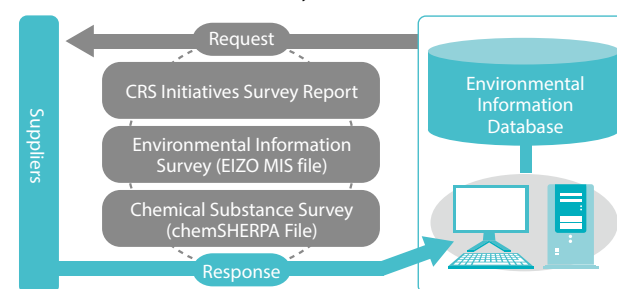 Request
CRS Initiatives Survey Report
Environmental Information
Survey (EIZO MIS file)
Chemical Substance Survey
(chemSHERPA File)
Response
Suppliers
Environmental
Information
Database